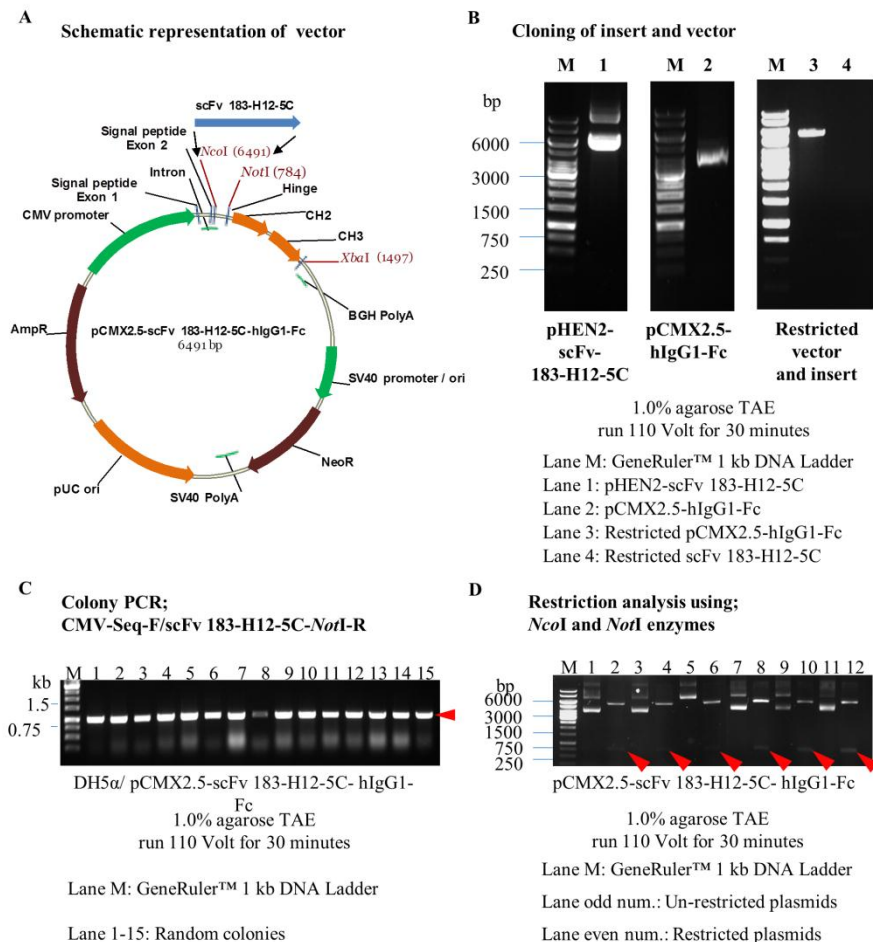 A
Schematic representation of vector
scFv 183-H12-5C
Signal peptide
Exon 2
NcoI (6491)
NotI (784)
Intron
Hinge
Signal peptide
Exon 1
CH2
CMV promoter
CH3
XbaI (1497)
BGH PolyA
AmpR
pCMX2.5-scFv 183-H12-5C-hIgG1-Fc
6491 bp
SV40 promoter / ori
NeoR
pUC ori
SV40 PolyA
B
Cloning of insert and vector
M 1 M 2 M 3 4
bp
6000
3000
1500
750
250
pHEN2-
scFv-
183-H12-5C
pCMX2.5-
hIgG1-Fc
Restricted
vector
and insert
1.0% agarose TAE
run 110 Volt for 30 minutes
Lane M: GeneRuler™ 1 kb DNA Ladder
Lane 1: pHEN2-scFv 183-H12-5C
Lane 2: pCMX2.5-hIgG1-Fc
Lane 3: Restricted pCMX2.5-hIgG1-Fc
Lane 4: Restricted scFv 183-H12-5C
C
Colony PCR;
CMV-Seq-F/scFv 183-H12-5C-NotI-R
M 1 2 3 4 5 6 7 8 9 10 11 12 13 14 15
kb
1.5
0.75
DH5α/ pCMX2.5-scFv 183-H12-5C- hIgG1-
Fc
1.0% agarose TAE
run 110 Volt for 30 minutes
Lane M: GeneRuler™ 1 kb DNA Ladder
Lane 1-15: Random colonies
D
Restriction analysis using;
NcoI and NotI enzymes
M 1 2 3 4 5 6 7 8 9 10 11 12
bp
6000
3000
1500
750
250
pCMX2.5-scFv 183-H12-5C- hIgG1-Fc
1.0% agarose TAE
run 110 Volt for 30 minutes
Lane M: GeneRuler™ 1 kb DNA Ladder
Lane odd num.: Un-restricted plasmids
Lane even num.: Restricted plasmids